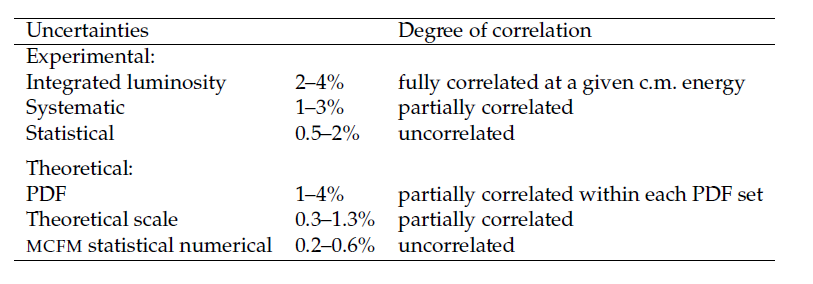 Uncertainties Degree of correlation
Experimental:
Integrated luminosity 2–4% fully correlated at a given c.m. energy
Systematic 1–3% partially correlated
Statistical 0.5–2% uncorrelated
Theoretical:
PDF 1–4% partially correlated within each PDF set
Theoretical scale 0.3–1.3% partially correlated
MCFM statistical numerical 0.2–0.6% uncorrelated